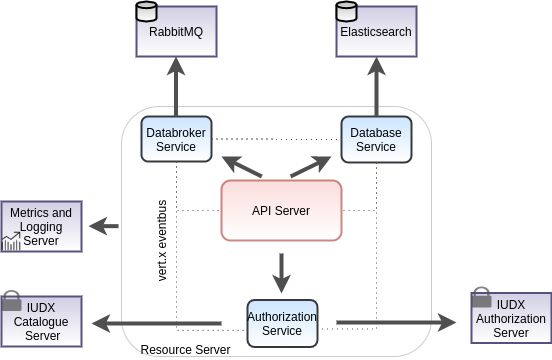 RabbitMQ
Elasticsearch
Databroker
Service
Database
Service
API Server
Metrics and
Logging
Server
vert.x eventbus
IUDX
Catalogue
Server
Authorization
Service
IUDX
Authorization
Server
Resource Server